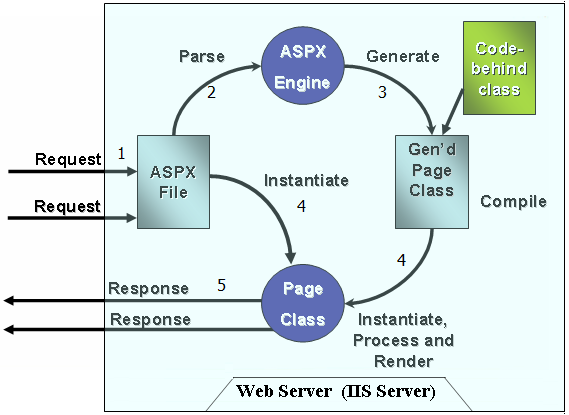 Parse
ASPX
Engine
Generate
Code-
behind
class
2
3
Request
1
ASPX
File
Gen'd
Page
Class
Instantiate
4
Request
Compile
4
Response
5
Page
Class
Response
Instantiate,
Process and
Render
Web Server (IIS Server)